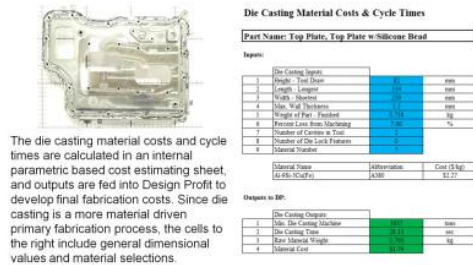 Die Casting Material Costs & Cycle Times
Part Name: Top Plate, Top Plate w/Silicone Bead
Inputs:
Die Casting Inputs:
1 Height - Tool Draw mm
2 Length - Longest mm
3 Width - Shortest mm
4 Max. Wall Thickness mm
5 Weight of Part - Finished kg
6 Percent Loss from Machining %
7 Number of Cavities in Tool
8 Number of Die Lock Features
9 Material Number
Material Name Abbreviation Cost ($/kg)
A380 $2.27
Outputs to DP:
Die Casting Outputs:
1 Min. Die Casting Machine tons
2 Die Casting Time sec
3 Raw Material Weight kg
4 Material Cost
The die casting material costs and cycle
times are calculated in an internal
parametric based cost estimating sheet,
and outputs are fed into Design Profit to
develop final fabrication costs. Since die
casting is a more material driven
primary fabrication process, the cells to
the right include general dimensional
values and material selections.